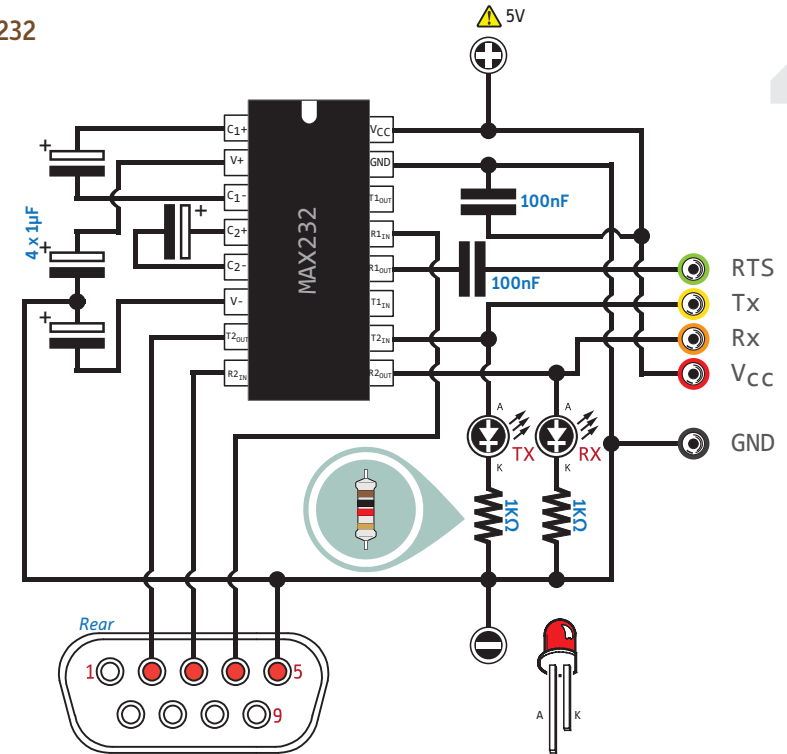 232
5V
C1+
V+
C1-
C2+
C2-
V-
T2OUT
R2IN
MAX232
VCC
GND
T1OUT
R1IN
R1OUT
T1IN
T2IN
R2OUT
+
+
+
+
4 x 1µF
100nF
100nF
RTS
Tx
Rx
VCC
GND
A
A
TX
RX
K
K
1KΩ
1KΩ
Rear
1
5
9
A
K